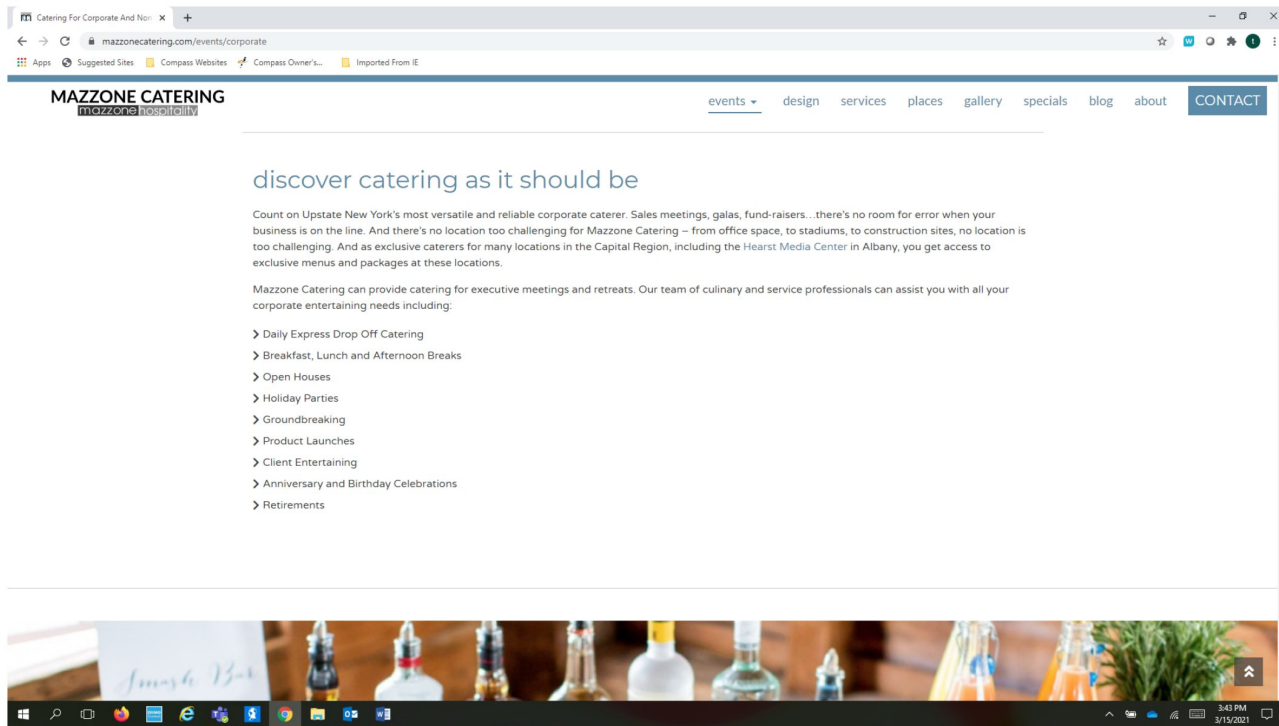 Catering For Corporate And Non
mazzonecatering.com/events/corporate
Apps Suggested Sites Compass Websites Compass Owner's... Imported From IE
MAZZONE CATERING
mazzone hospitality
events design services places gallery specials blog about CONTACT
discover catering as it should be
Count on Upstate New York's most versatile and reliable corporate caterer. Sales meetings, galas, fund-raisers…there's no room for error when your
business is on the line. And there's no location too challenging for Mazzone Catering – from office space, to stadiums, to construction sites, no location is
too challenging. And as exclusive caterers for many locations in the Capital Region, including the Hearst Media Center in Albany, you get access to
exclusive menus and packages at these locations.
Mazzone Catering can provide catering for executive meetings and retreats. Our team of culinary and service professionals can assist you with all your
corporate entertaining needs including:
Daily Express Drop Off Catering
Breakfast, Lunch and Afternoon Breaks
Open Houses
Holiday Parties
Groundbreaking
Product Launches
Client Entertaining
Anniversary and Birthday Celebrations
Retirements
Smash Bar
3:43 PM
3/15/2021